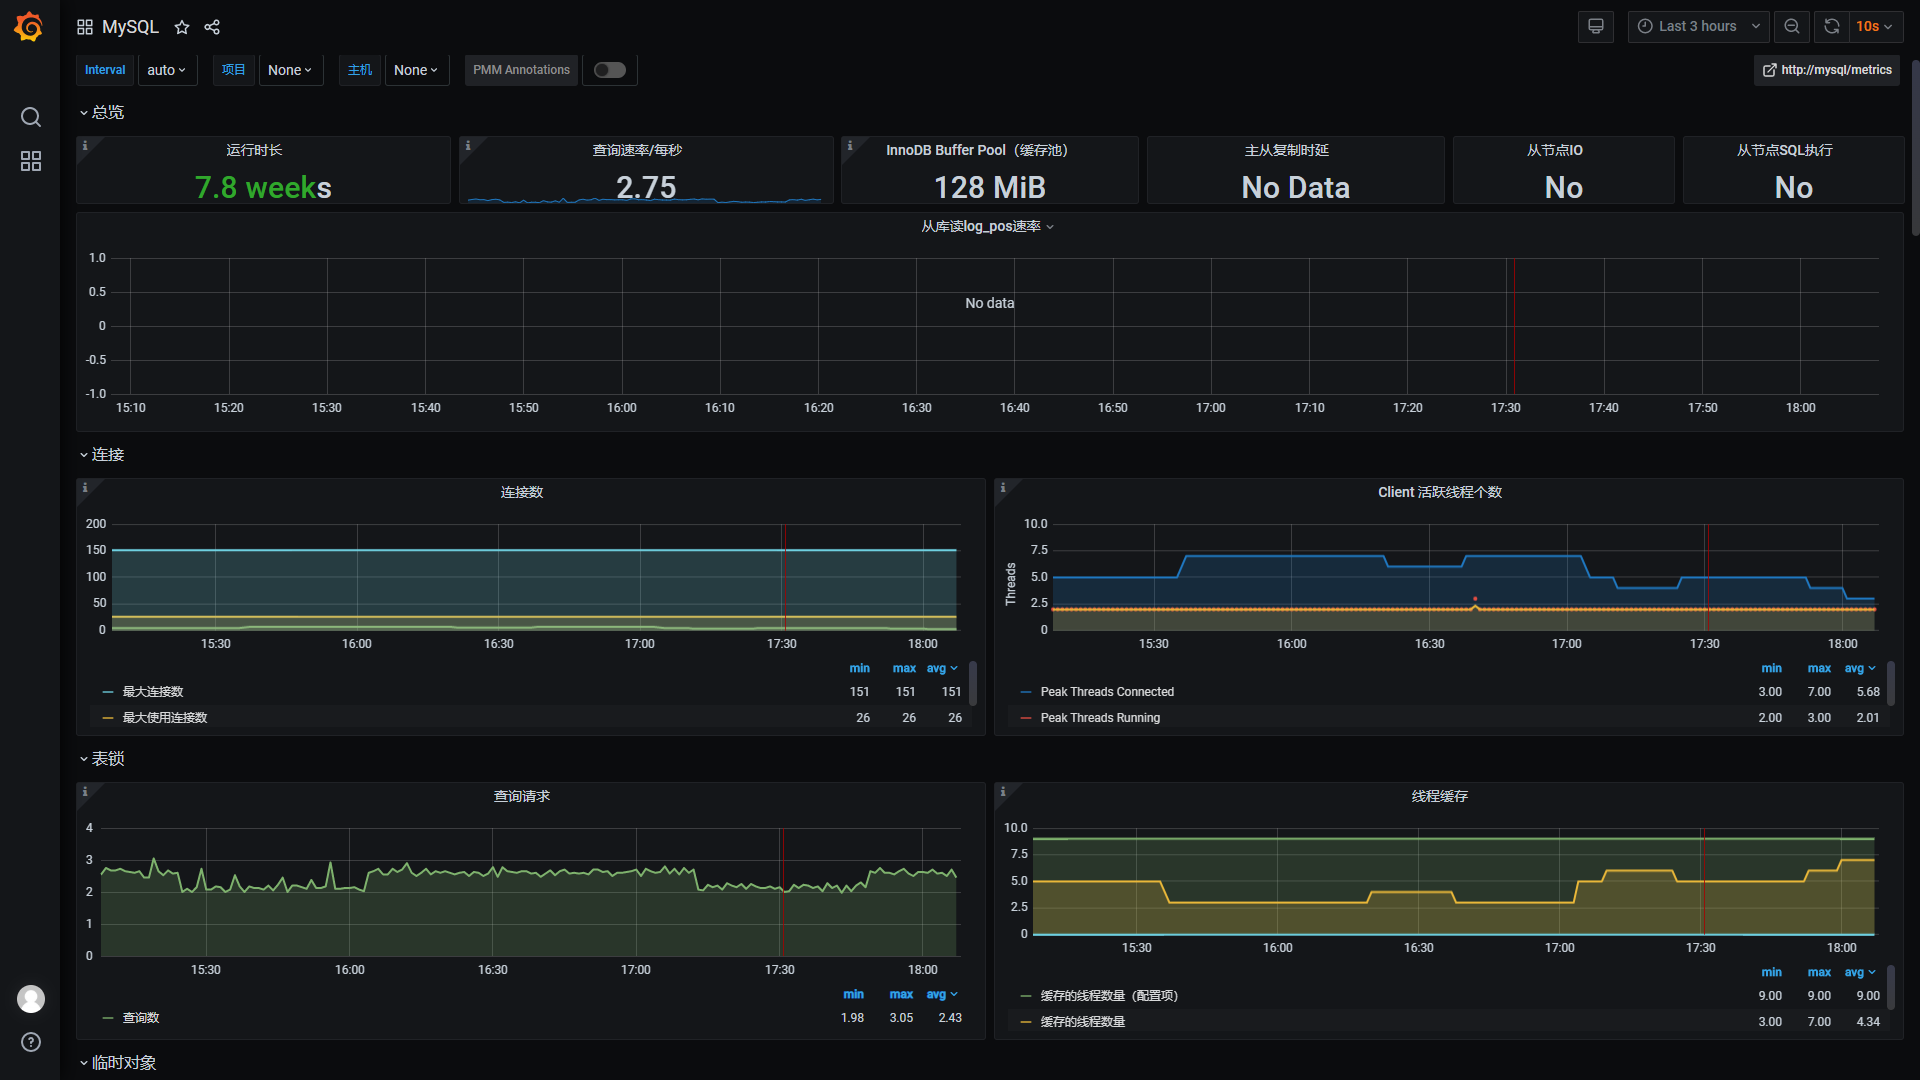 MySQL
Last 3 hours
10s
Interval
auto
项目
None
主机
None
PMM Annotations
http://mysql/metrics
总览
运行时长
7.8 weeks
查询速率/每秒
2.75
InnoDB Buffer Pool（缓存池）
128 MiB
主从复制时延
No Data
从节点IO
No
从节点SQL执行
No
从库读log_pos速率
1.0
0.5
0
-0.5
-1.0
No data
15:10 15:20 15:30 15:40 15:50 16:00 16:10 16:20 16:30 16:40 16:50 17:00 17:10 17:20 17:30 17:40 17:50 18:00
连接
连接数
200
150
100
50
0
15:30 16:00 16:30 17:00 17:30 18:00
min max avg
最大连接数 151 151 151
最大使用连接数 26 26 26
Client 活跃线程个数
Threads
10.0
7.5
5.0
2.5
0
15:30 16:00 16:30 17:00 17:30 18:00
min max avg
Peak Threads Connected 3.00 7.00 5.68
Peak Threads Running 2.00 3.00 2.01
表锁
查询请求
4
3
2
1
0
15:30 16:00 16:30 17:00 17:30 18:00
min max avg
查询数 1.98 3.05 2.43
线程缓存
10.0
7.5
5.0
2.5
0
15:30 16:00 16:30 17:00 17:30 18:00
min max avg
缓存的线程数量（配置项） 9.00 9.00 9.00
缓存的线程数量 3.00 7.00 4.34
临时对象